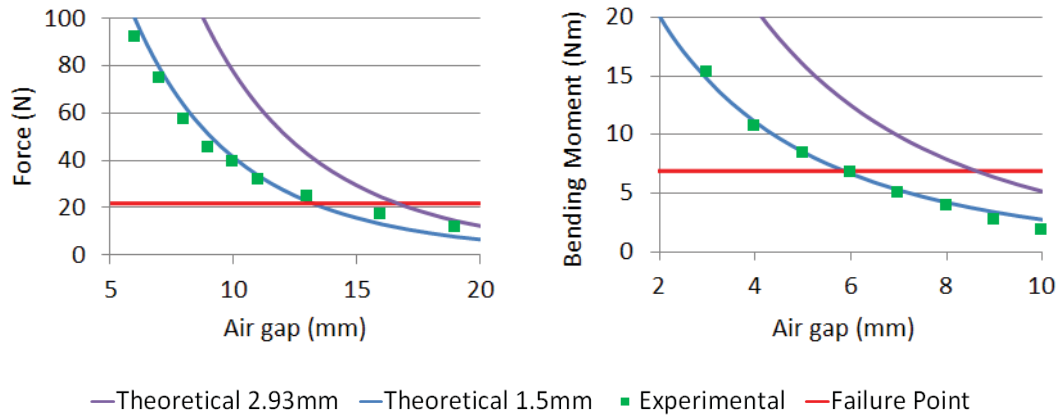 Force (N)
100
80
60
40
20
0
5
10
15
20
Air gap (mm)
Bending Moment (Nm)
20
15
10
5
0
2
4
6
8
10
Air gap (mm)
Theoretical 2.93mm
Theoretical 1.5mm
Experimental
Failure Point